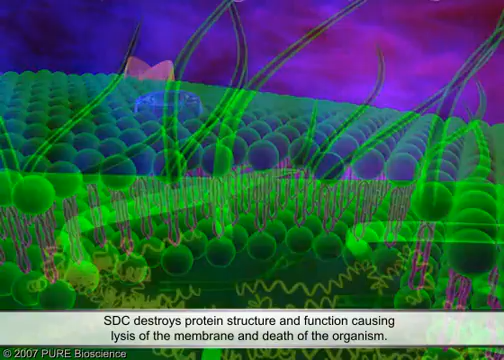 SDC destroys protein structure and function causing
lysis of the membrane and death of the organism.
© 2007 PURE Bioscience